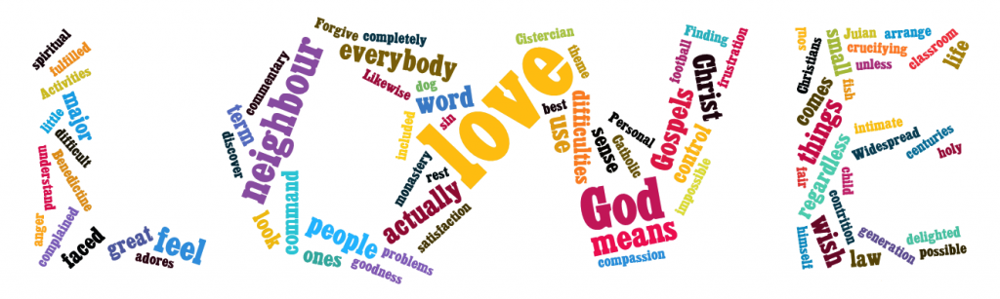 spiritual
fulfilled
Activities
major
little
difficult
understand
Benedictine
anger
complained
faced
great
feel
adores
Forgive
completely
everybody
Likewise
dog
word
sin
commentary
neighbour
term
discover
included
monastery
rest
command
look
people
ones
problems
goodness
actually
satisfaction
love
Cistercian
theme
best
use
difficulties
sense
Personal
Catholic
God
means
compassion
Finding
football
frustration
Christ
Gospels
control
impossible
soul
Christians
small
Juian
arrange
crucifying
unless
classroom
life
fish
comes
things
intimate
Widespread
centuries
holy
regardless
fair
child
contrition
himself
wish
law
generation
delighted
possible